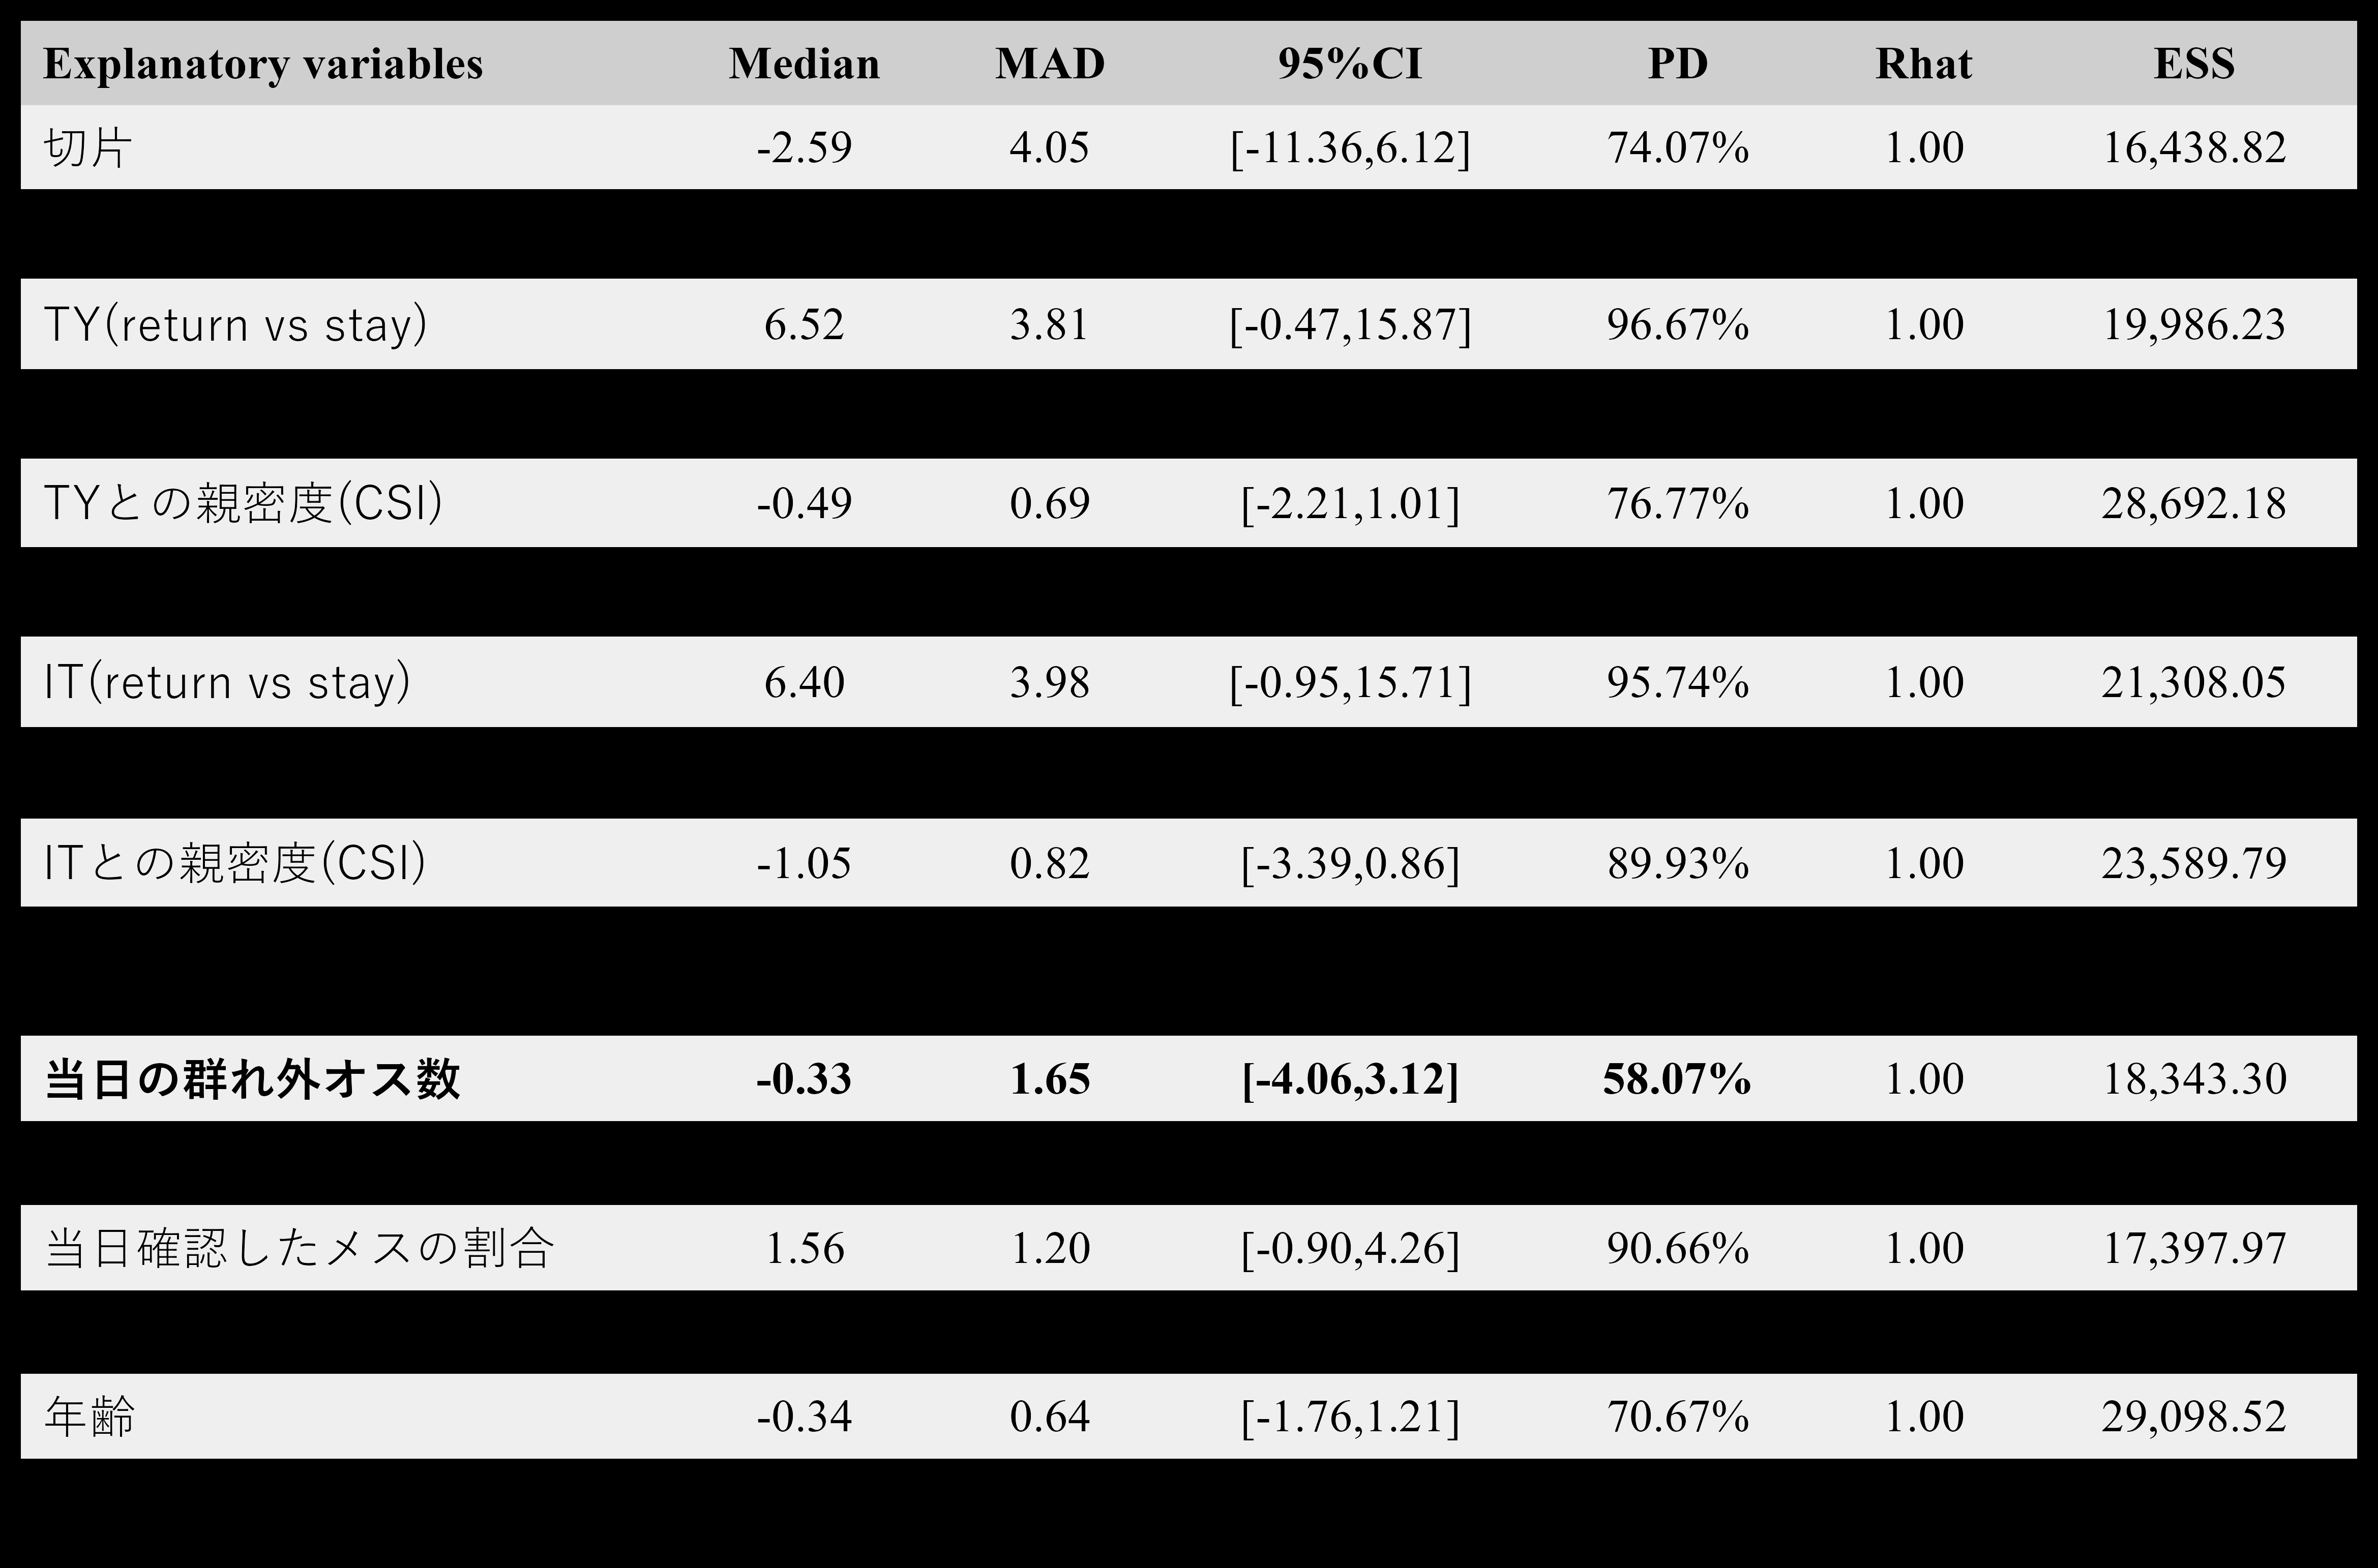 Explanatory variables Median MAD 95%CI PD Rhat ESS
切片 -2.59 4.05 [-11.36,6.12] 74.07% 1.00 16,438.82
TY(return vs stay) 6.52 3.81 [-0.47,15.87] 96.67% 1.00 19,986.23
TYとの親密度(CSI) -0.49 0.69 [-2.21,1.01] 76.77% 1.00 28,692.18
IT(return vs stay) 6.40 3.98 [-0.95,15.71] 95.74% 1.00 21,308.05
ITとの親密度(CSI) -1.05 0.82 [-3.39,0.86] 89.93% 1.00 23,589.79
当日の群れ外オス数 -0.33 1.65 [-4.06,3.12] 58.07% 1.00 18,343.30
当日確認したメスの割合 1.56 1.20 [-0.90,4.26] 90.66% 1.00 17,397.97
年齢 -0.34 0.64 [-1.76,1.21] 70.67% 1.00 29,098.52